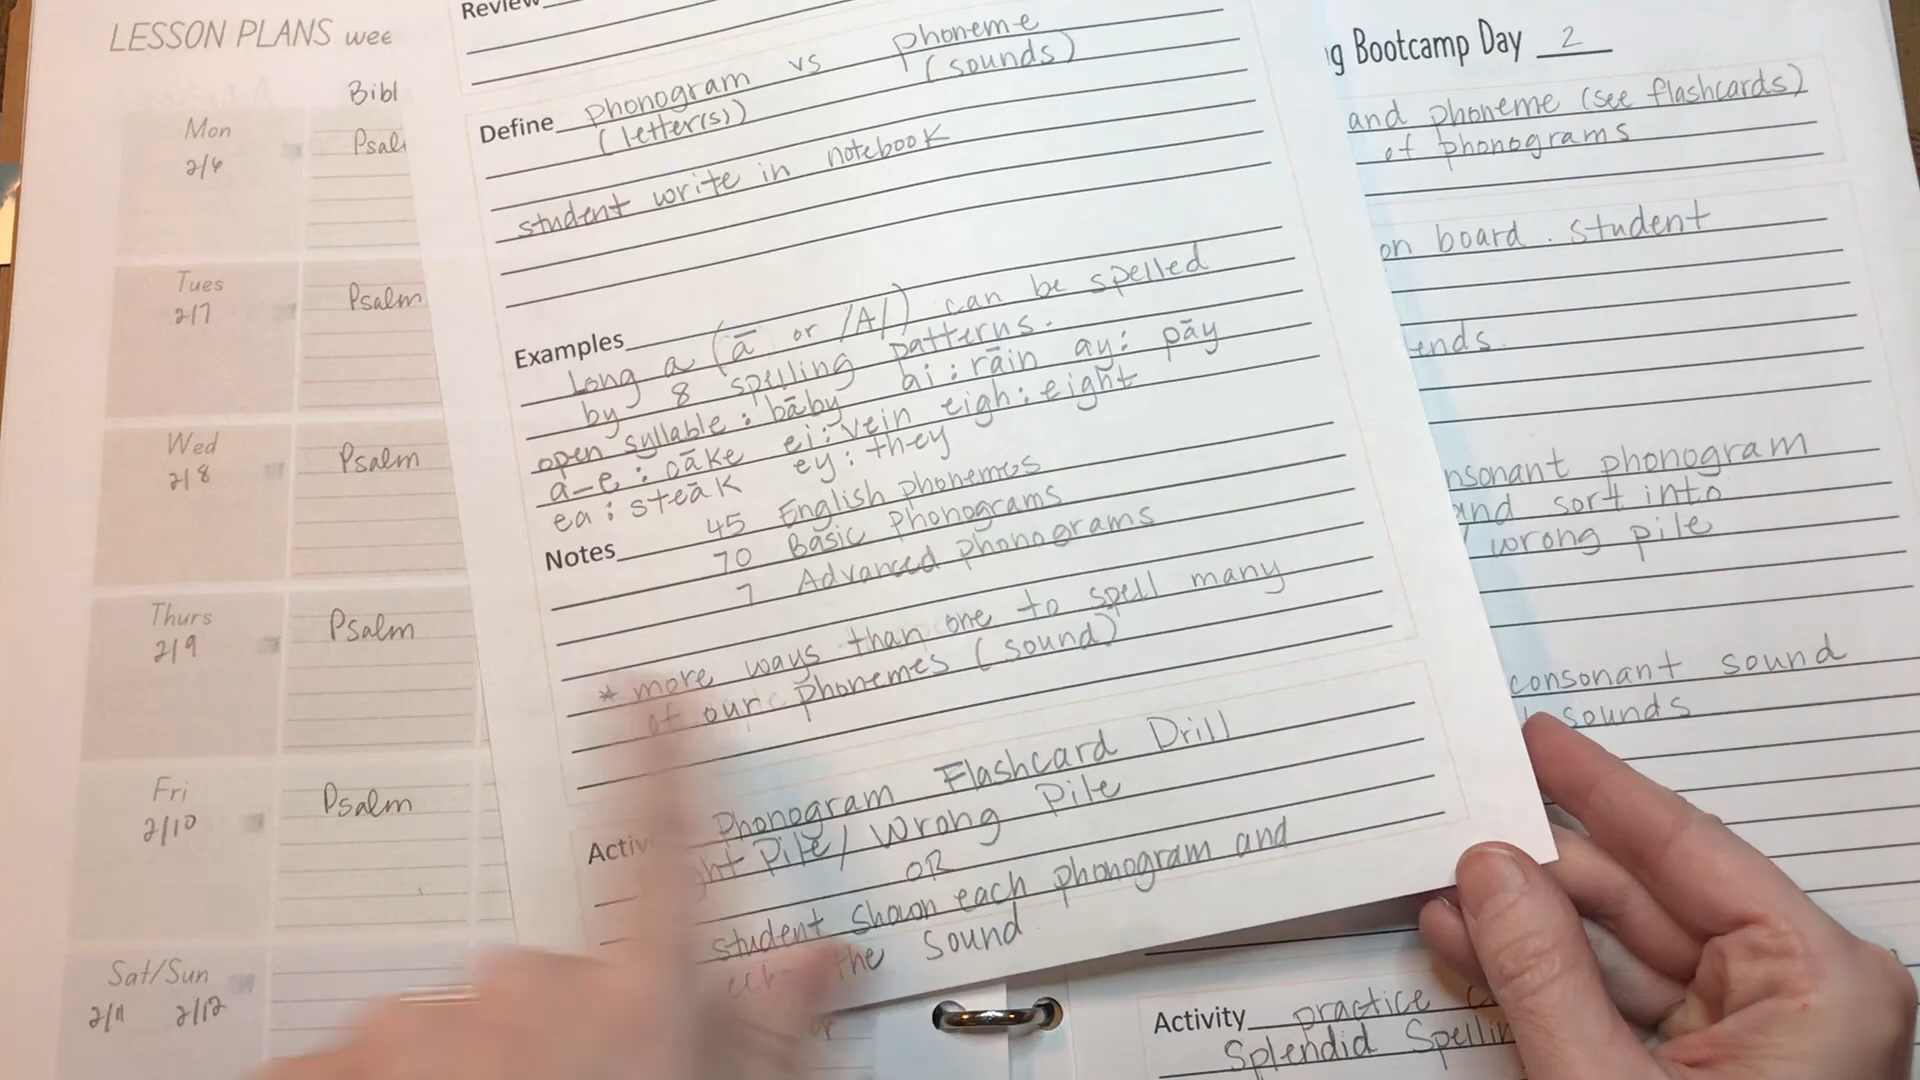 LESSON PLANS wee
Bibl
Mon
2/6
Psal
Tues
2/7
Psalm
Wed
2/8
Psalm
Thurs
2/9
Psalm
Fri
2/10
Psalm
Sat/Sun
2/11 2/12
Review
Define phonogram vs phoneme
(letter(s)) (sounds)
student write in notebook
Examples
Long a (ā or /A/) can be spelled
by 8 spelling patterns.
open syllable: bāby ai: rāin ay: pāy
a-e: cāke ei: vein eigh: eight
ea: steāk ey: they
Notes 45 English phonemes
70 Basic phonograms
7 Advanced phonograms
* more ways than one to spell many
of our phonemes (sound)
Activ Phonogram Flashcard Drill
ght Pile/ Wrong Pile
OR
student shown each phonogram and
the sound
g Bootcamp Day 2
and phoneme (see flashcards)
of phonograms
on board. student
ends.
nsonant phonogram
and sort into
wrong pile
consonant sound
sounds
Activity practice
Splendid Spellin